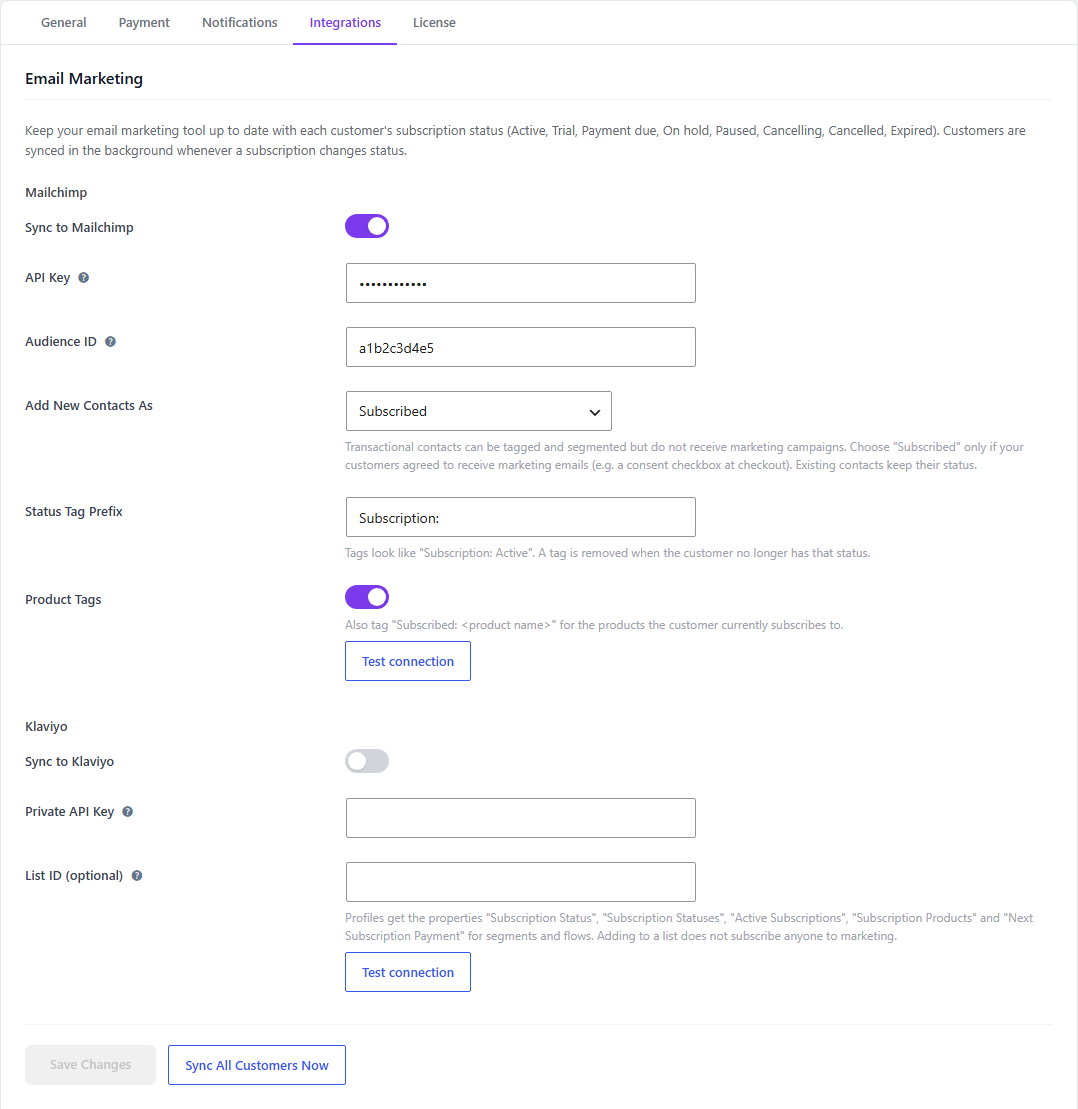 General Payment Notifications Integrations License
Email Marketing
Keep your email marketing tool up to date with each customer's subscription status (Active, Trial, Payment due, On hold, Paused, Cancelling, Cancelled, Expired). Customers are
synced in the background whenever a subscription changes status.
Mailchimp
Sync to Mailchimp
API Key ?
••••••••••••
Audience ID ?
a1b2c3d4e5
Add New Contacts As
Subscribed
Transactional contacts can be tagged and segmented but do not receive marketing campaigns. Choose "Subscribed" only if your
customers agreed to receive marketing emails (e.g. a consent checkbox at checkout). Existing contacts keep their status.
Status Tag Prefix
Subscription:
Tags look like "Subscription: Active". A tag is removed when the customer no longer has that status.
Product Tags
Also tag "Subscribed: <product name>" for the products the customer currently subscribes to.
Test connection
Klaviyo
Sync to Klaviyo
Private API Key ?
List ID (optional) ?
Profiles get the properties "Subscription Status", "Subscription Statuses", "Active Subscriptions", "Subscription Products" and "Next
Subscription Payment" for segments and flows. Adding to a list does not subscribe anyone to marketing.
Test connection
Save Changes Sync All Customers Now